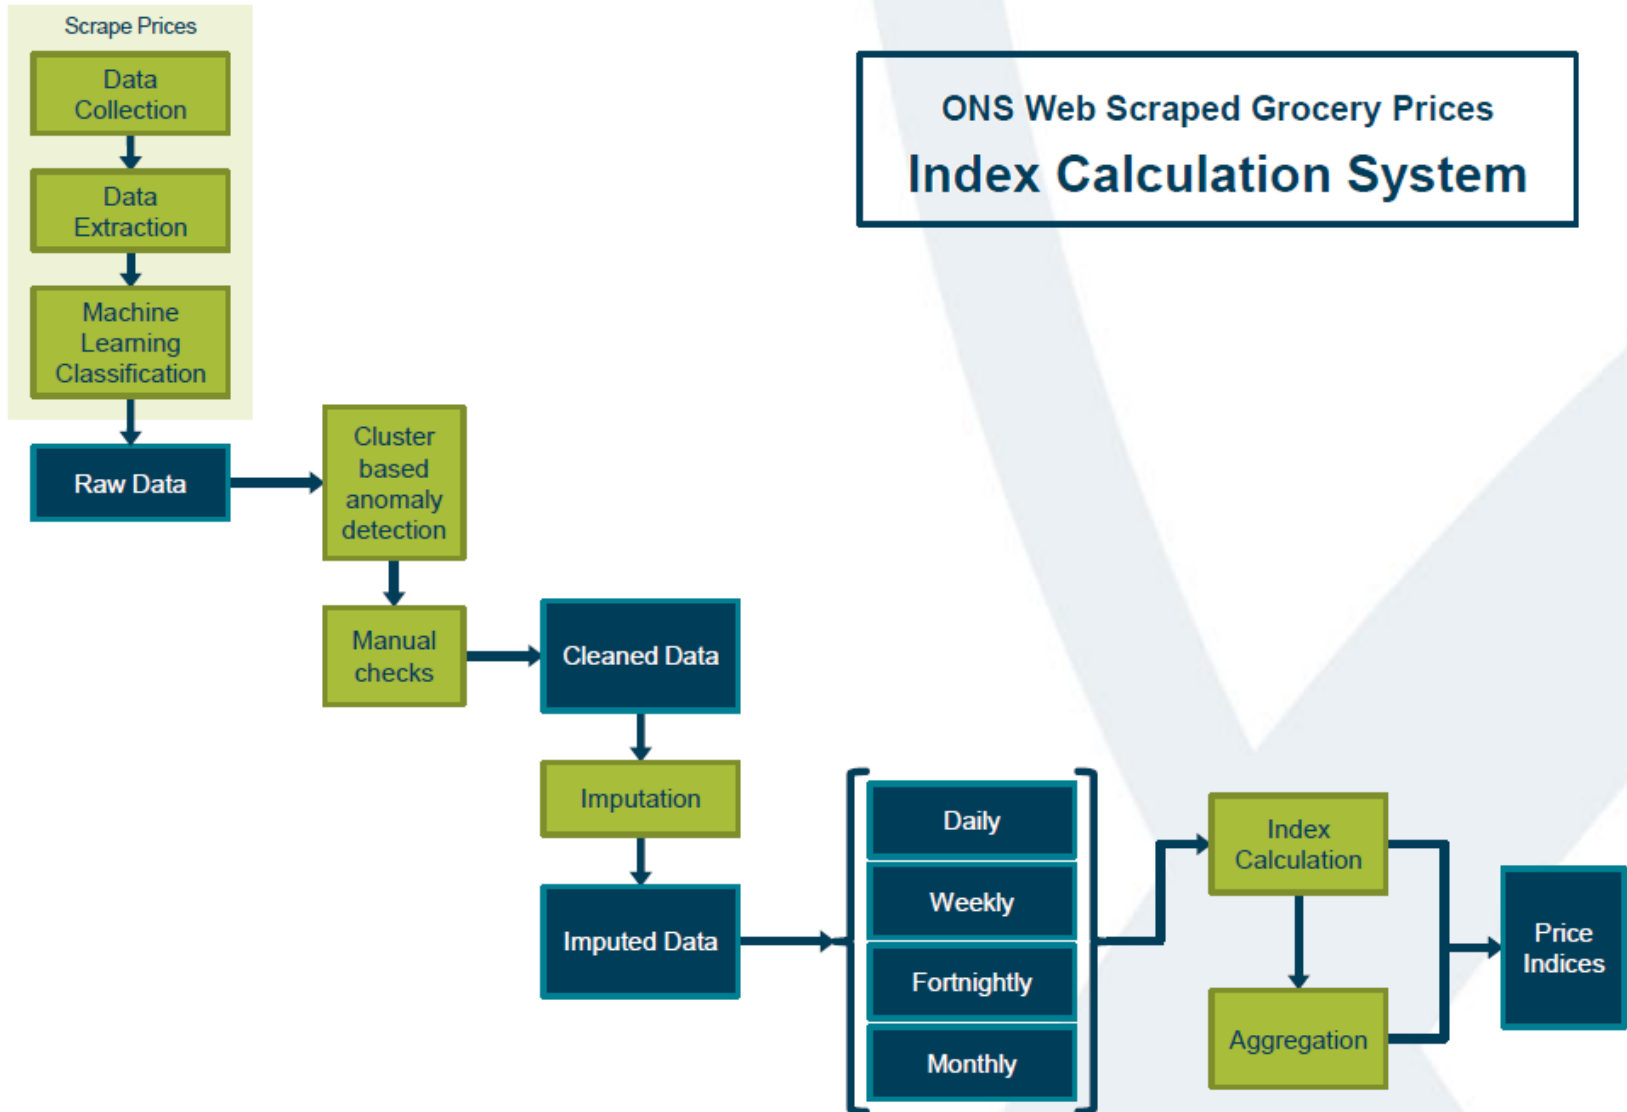 Scrape Prices
Data
Collection
Data
Extraction
Machine
Learning
Classification
Raw Data
ONS Web Scraped Grocery Prices
Index Calculation System
Cluster
based
anomaly
detection
Manual
checks
Cleaned Data
Imputation
Imputed Data
Daily
Weekly
Fortnightly
Monthly
Index
Calculation
Aggregation
Price
Indices